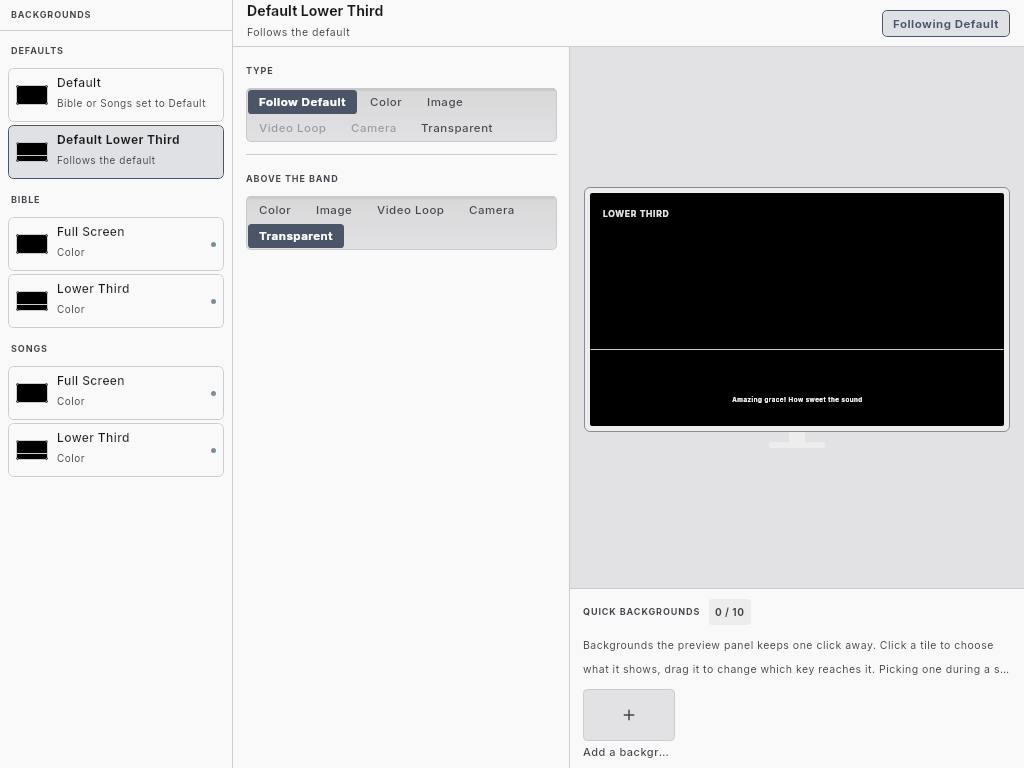 BACKGROUNDS
DEFAULTS
Default
Bible or Songs set to Default
Default Lower Third
Follows the default
BIBLE
Full Screen
Color
Lower Third
Color
SONGS
Full Screen
Color
Lower Third
Color
Default Lower Third
Follows the default
Following Default
TYPE
Follow Default Color Image
Video Loop Camera Transparent
ABOVE THE BAND
Color Image Video Loop Camera
Transparent
LOWER THIRD
Amazing grace! How sweet the sound
QUICK BACKGROUNDS 0 / 10
Backgrounds the preview panel keeps one click away. Click a tile to choose
what it shows, drag it to change which key reaches it. Picking one during a s...
+
Add a backgr...